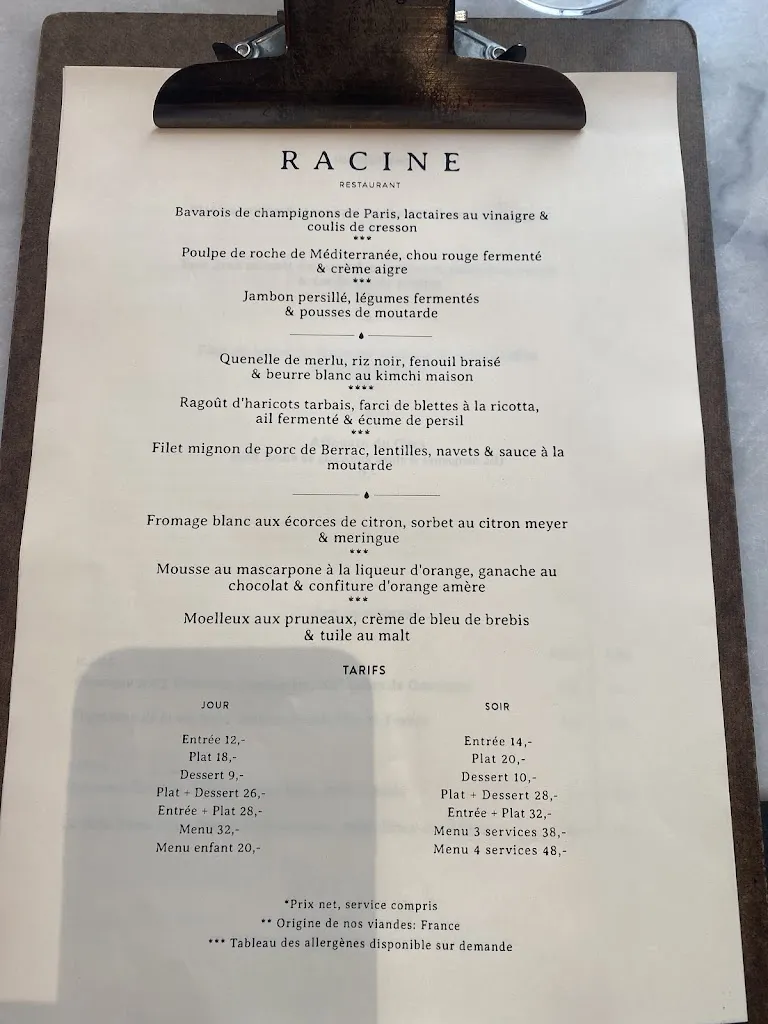 RACINE
RESTAURANT
Bavarois de champignons de Paris, lactaires au vinaigre &
coulis de cresson
***
Poulpe de roche de Méditerranée, chou rouge fermenté
& crème aigre
***
Jambon persillé, légumes fermentés
& pousses de moutarde
Quenelle de merlu, riz noir, fenouil braisé
& beurre blanc au kimchi maison
****
Ragoût d'haricots tarbais, farci de blettes à la ricotta,
ail fermenté & écume de persil
***
Filet mignon de porc de Berrac, lentilles, navets & sauce à la
moutarde
Fromage blanc aux écorces de citron, sorbet au citron meyer
& meringue
***
Mousse au mascarpone à la liqueur d'orange, ganache au
chocolat & confiture d'orange amère
***
Moelleux aux pruneaux, crème de bleu de brebis
& tuile au malt
TARIFS
JOUR
Entrée 12,-
Plat 18,-
Dessert 9,-
Plat + Dessert 26,-
Entrée + Plat 28,-
Menu 32,-
Menu enfant 20,-
SOIR
Entrée 14,-
Plat 20,-
Dessert 10,-
Plat + Dessert 28,-
Entrée + Plat 32,-
Menu 3 services 38,-
Menu 4 services 48,-
*Prix net, service compris
** Origine de nos viandes: France
*** Tableau des allergènes disponible sur demande